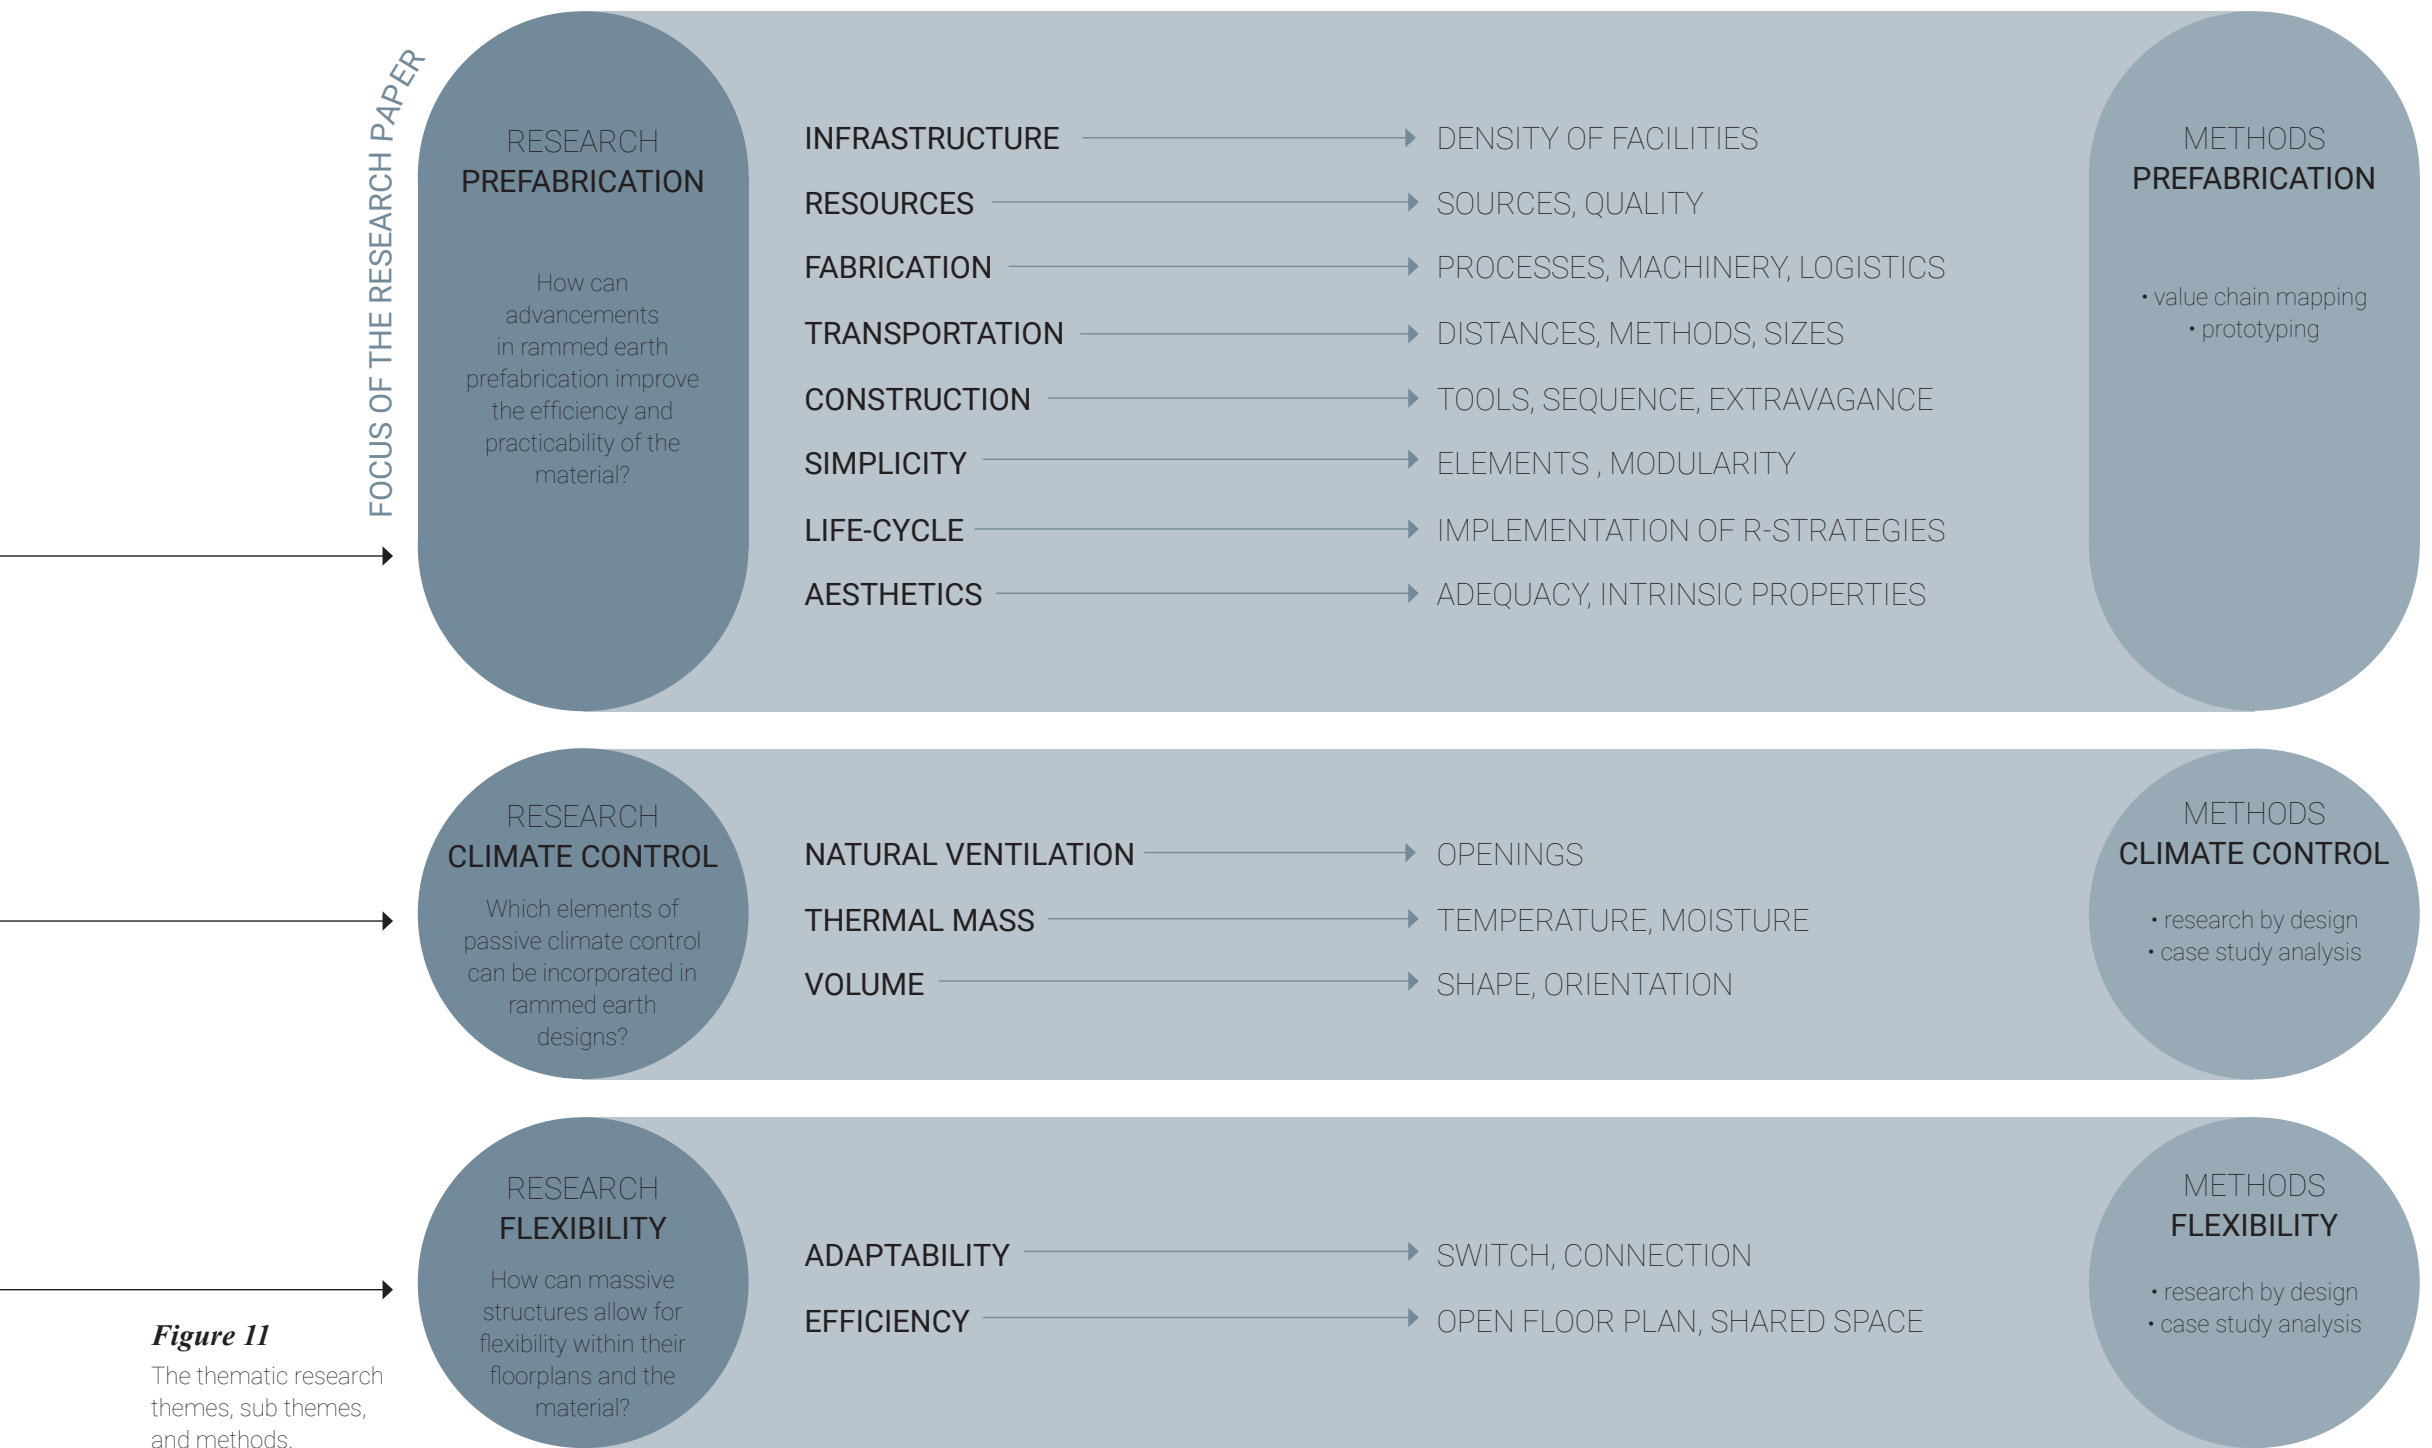 FOCUS OF THE RESEARCH PAPER
RESEARCH
PREFABRICATION
How can
advancements
in rammed earth
prefabrication improve
the efficiency and
practicability of the
material?
INFRASTRUCTURE DENSITY OF FACILITIES
RESOURCES SOURCES, QUALITY
FABRICATION PROCESSES, MACHINERY, LOGISTICS
TRANSPORTATION DISTANCES, METHODS, SIZES
CONSTRUCTION TOOLS, SEQUENCE, EXTRAVAGANCE
SIMPLICITY ELEMENTS , MODULARITY
LIFE-CYCLE IMPLEMENTATION OF R-STRATEGIES
AESTHETICS ADEQUACY, INTRINSIC PROPERTIES
METHODS
PREFABRICATION
• value chain mapping
• prototyping
RESEARCH
CLIMATE CONTROL
Which elements of
passive climate control
can be incorporated in
rammed earth
designs?
NATURAL VENTILATION OPENINGS
THERMAL MASS TEMPERATURE, MOISTURE
VOLUME SHAPE, ORIENTATION
METHODS
CLIMATE CONTROL
• research by design
• case study analysis
RESEARCH
FLEXIBILITY
How can massive
structures allow for
flexibility within their
floorplans and the
material?
ADAPTABILITY SWITCH, CONNECTION
EFFICIENCY OPEN FLOOR PLAN, SHARED SPACE
METHODS
FLEXIBILITY
• research by design
• case study analysis
Figure 11
The thematic research
themes, sub themes,
and methods.